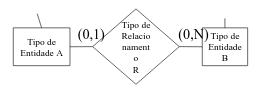 Tipo de
Entidade A
(0,1)
Tipo de
Relacio
nament
o
R
(0,N)
Tipo de
Entidade
B